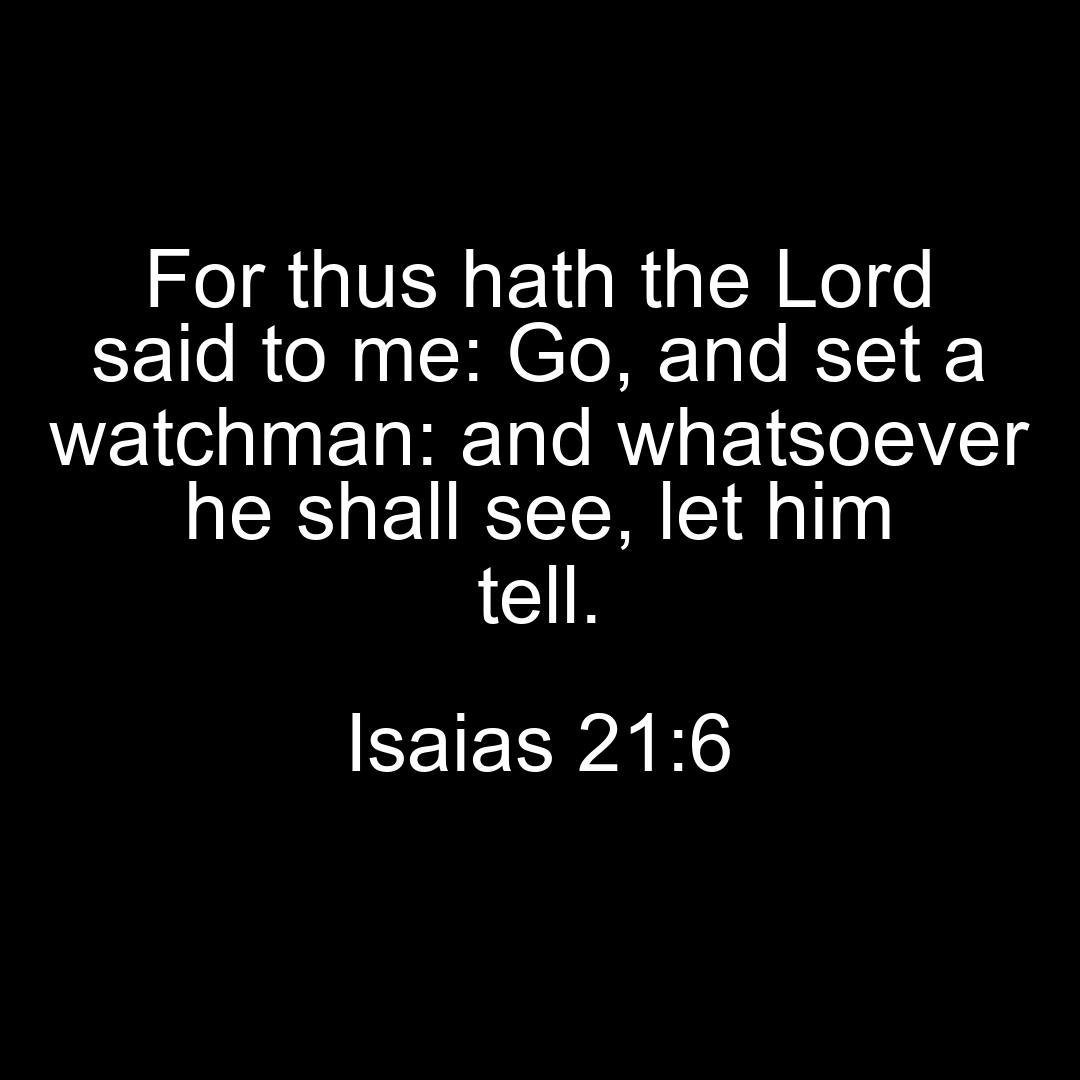 For thus hath the Lord
said to me: Go, and set a
watchman: and whatsoever
he shall see, let him
tell.
Isaias 21:6